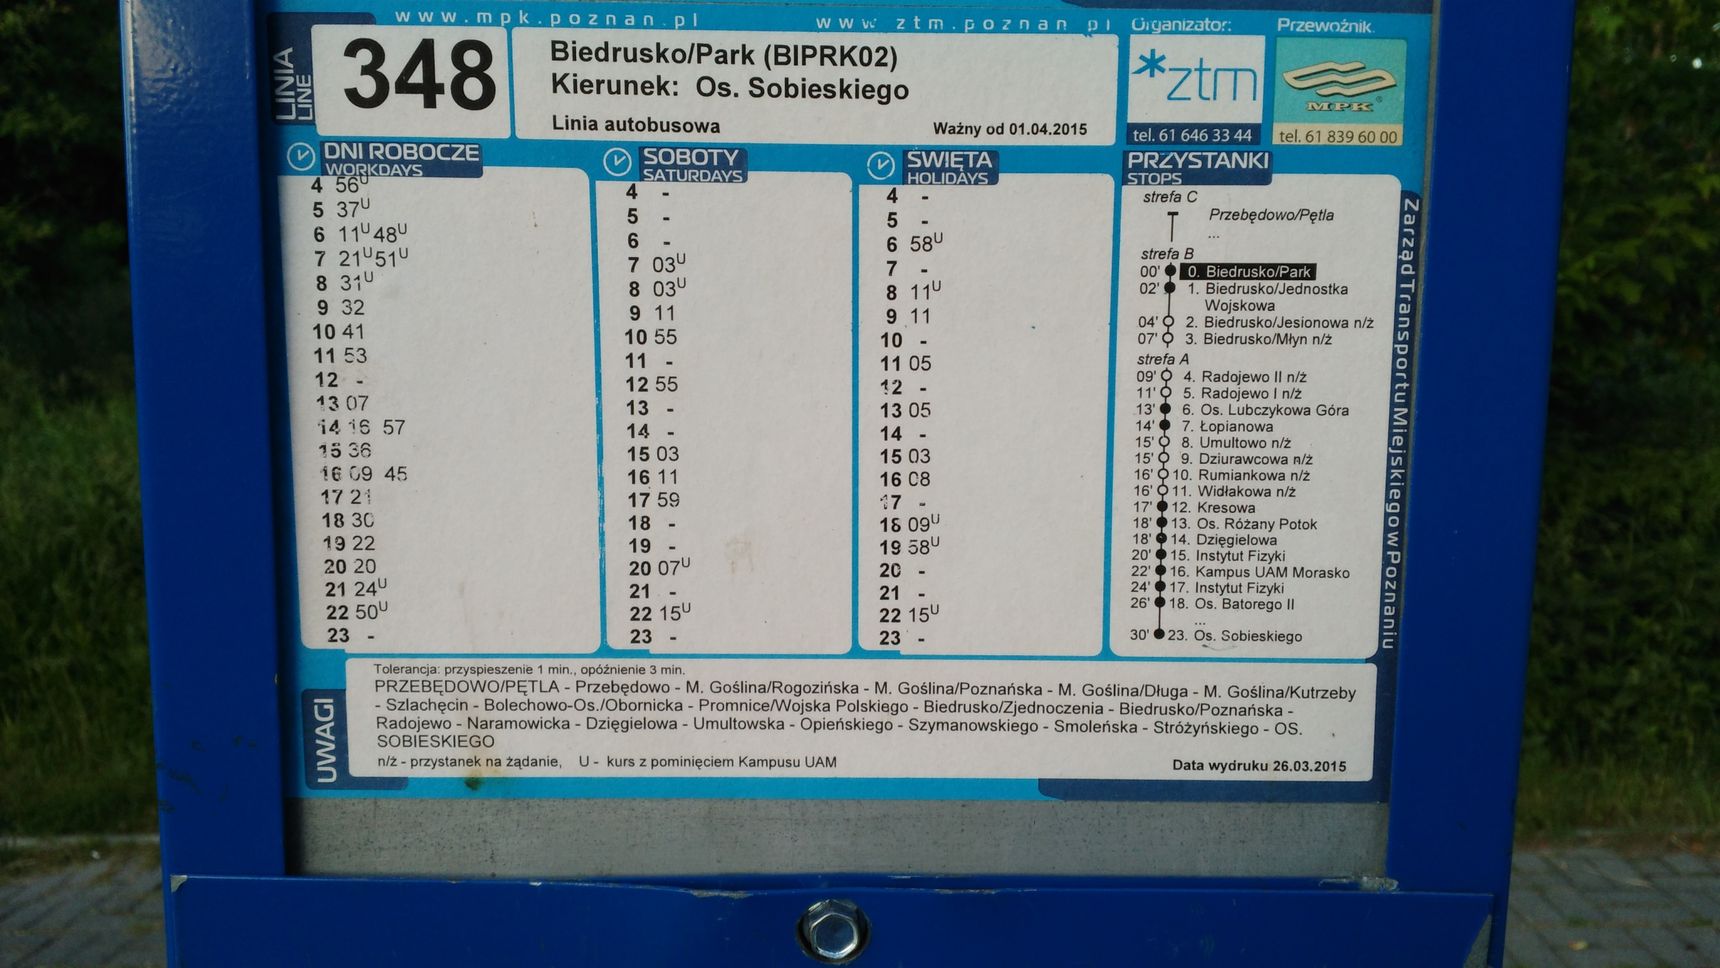 www.mpk.poznan.pl www.ztm.poznan.pl
LINIA
LINE
348
Biedrusko/Park (BIPRK02)
Kierunek: Os. Sobieskiego
Linia autobusowa Ważny od 01.04.2015
Organizator:
*ztm
tel. 61 646 33 44
Przewoźnik
MPK®
tel. 61 839 60 00
DNI ROBOCZE
WORKDAYS
4 56U
5 37U
6 11U 48U
7 21U 51U
8 31U
9 32
10 41
11 53
12 -
13 07
14 16 57
15 36
16 09 45
17 21
18 30
19 22
20 20
21 24U
22 50U
23 -
SOBOTY
SATURDAYS
4 -
5 -
6 -
7 03U
8 03U
9 11
10 55
11 -
12 55
13 -
14 -
15 03
16 11
17 59
18 -
19 -
20 07U
21 -
22 15U
23 -
ŚWIĘTA
HOLIDAYS
4 -
5 -
6 58U
7 -
8 11U
9 11
10 -
11 05
12 -
13 05
14 -
15 03
16 08
17 -
18 09U
19 58U
20 -
21 -
22 15U
23 -
PRZYSTANKI
STOPS
strefa C
Przebędowo/Pętla
...
strefa B
00' 0. Biedrusko/Park
02' 1. Biedrusko/Jednostka
Wojskowa
04' 2. Biedrusko/Jesionowa n/ż
07' 3. Biedrusko/Młyn n/ż
strefa A
09' 4. Radojewo II n/ż
11' 5. Radojewo I n/ż
13' 6. Os. Lubczykowa Góra
14' 7. Łopianowa
15' 8. Umultowo n/ż
15' 9. Dziurawcowa n/ż
16' 10. Rumiankowa n/ż
16' 11. Widłakowa n/ż
17' 12. Kresowa
18' 13. Os. Różany Potok
18' 14. Dzięgielowa
20' 15. Instytut Fizyki
22' 16. Kampus UAM Morasko
24' 17. Instytut Fizyki
26' 18. Os. Batorego II
...
30' 23. Os. Sobieskiego
Zarząd Transportu Miejskiego w Poznaniu
UWAGI
Tolerancja: przyspieszenie 1 min., opóźnienie 3 min.
PRZEBĘDOWO/PĘTLA - Przebędowo - M. Goślina/Rogozińska - M. Goślina/Poznańska - M. Goślina/Długa - M. Goślina/Kutrzeby
- Szlachęcin - Bolechowo-Os./Obornicka - Promnice/Wojska Polskiego - Biedrusko/Zjednoczenia - Biedrusko/Poznańska -
Radojewo - Naramowicka - Dzięgielowa - Umultowska - Opieńskiego - Szymanowskiego - Smoleńska - Stróżyńskiego - OS.
SOBIESKIEGO
n/ż - przystanek na żądanie, U - kurs z pominięciem Kampusu UAM
Data wydruku 26.03.2015